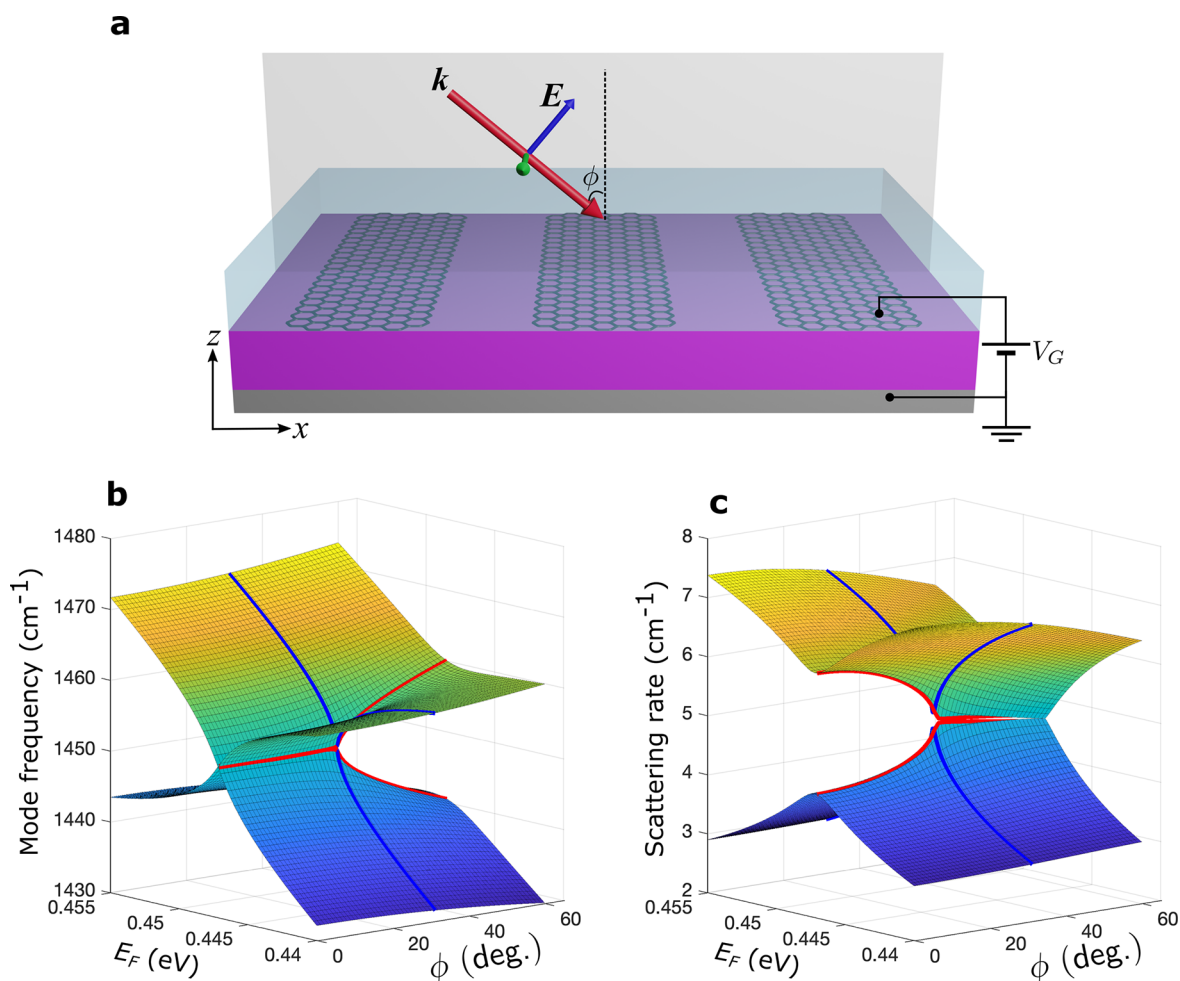 a
k
E
ϕ
z
x
V_G
b
Mode frequency (cm⁻¹)
1480
1470
1460
1450
1440
1430
0.455
0.45
0.445
0.44
E_F (eV)
0
20
40
60
ϕ (deg.)
c
Scattering rate (cm⁻¹)
8
7
6
5
4
3
2
0.455
0.45
0.445
0.44
E_F (eV)
0
20
40
60
ϕ (deg.)